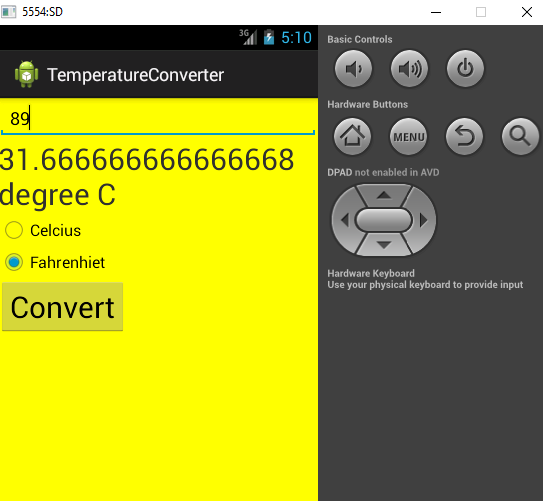 5554:SD
3G 5:10
TemperatureConverter
89
31.666666666666668
degree C
Celcius
Fahrenhiet
Convert
Basic Controls
Hardware Buttons
MENU
DPAD not enabled in AVD
Hardware Keyboard
Use your physical keyboard to provide input